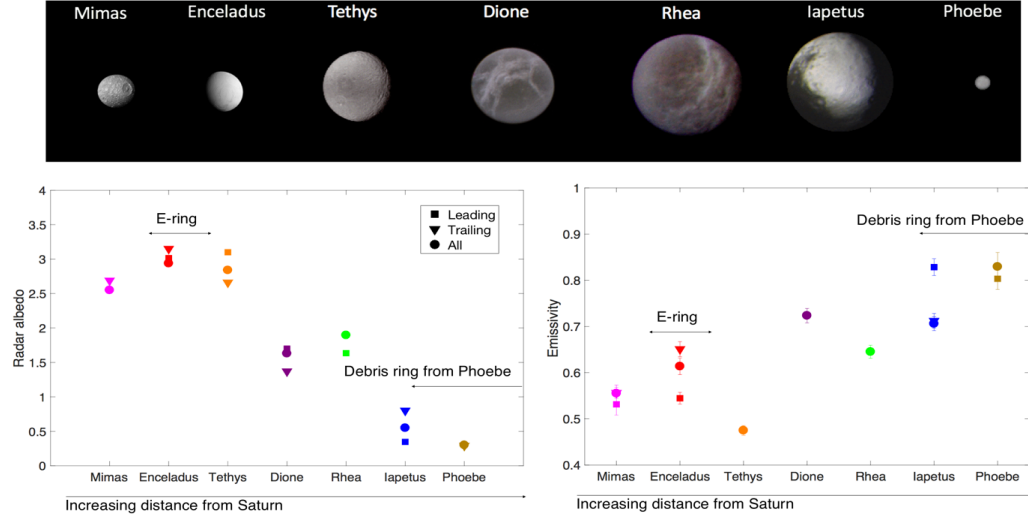 Mimas Enceladus Tethys Dione Rhea Iapetus Phoebe
4
3.5
3
2.5
2
1.5
1
0.5
0
Radar albedo
E-ring
Leading
Trailing
All
Debris ring from Phoebe
Mimas Enceladus Tethys Dione Rhea Iapetus Phoebe
Increasing distance from Saturn
1
0.9
0.8
0.7
0.6
0.5
0.4
Emissivity
Debris ring from Phoebe
E-ring
Mimas Enceladus Tethys Dione Rhea Iapetus Phoebe
Increasing distance from Saturn